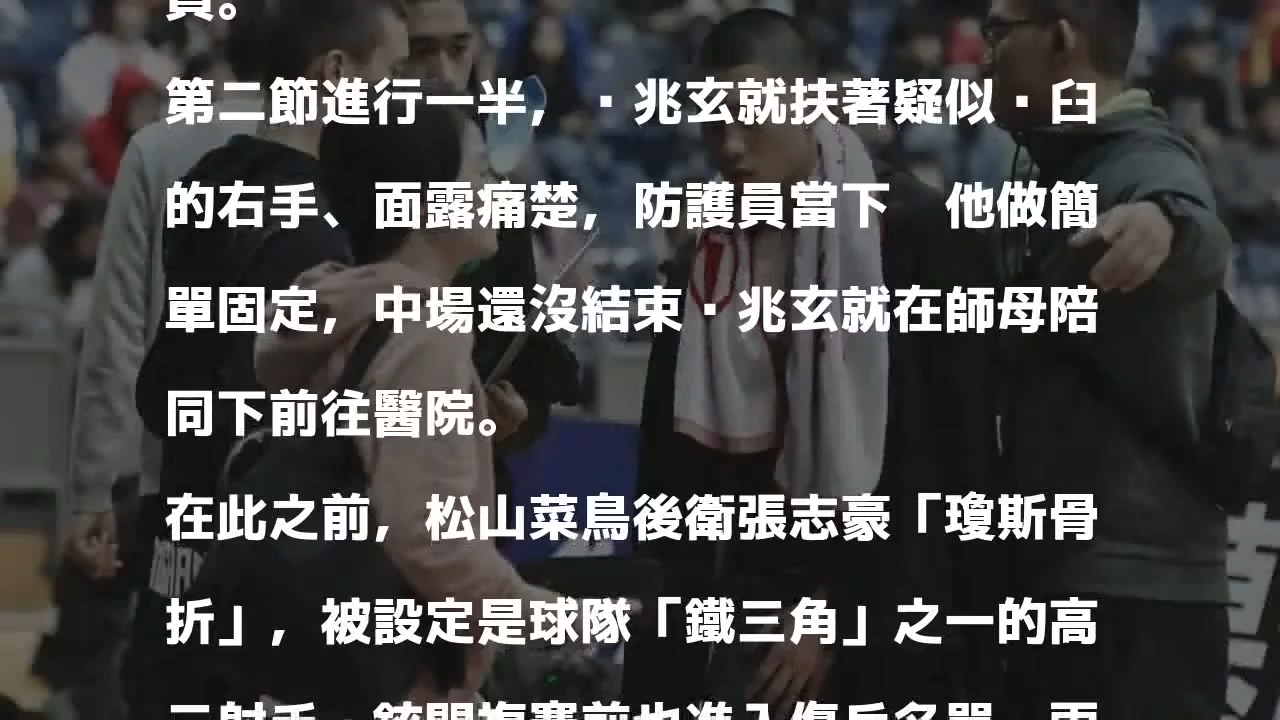 員。
第二節進行一半，▪兆玄就扶著疑似▪臼
的右手、面露痛楚，防護員當下　他做簡
單固定，中場還沒結束▪兆玄就在師母陪
同下前往醫院。
在此之前，松山菜鳥後衛張志豪「瓊斯骨
折」，被設定是球隊「鐵三角」之一的高